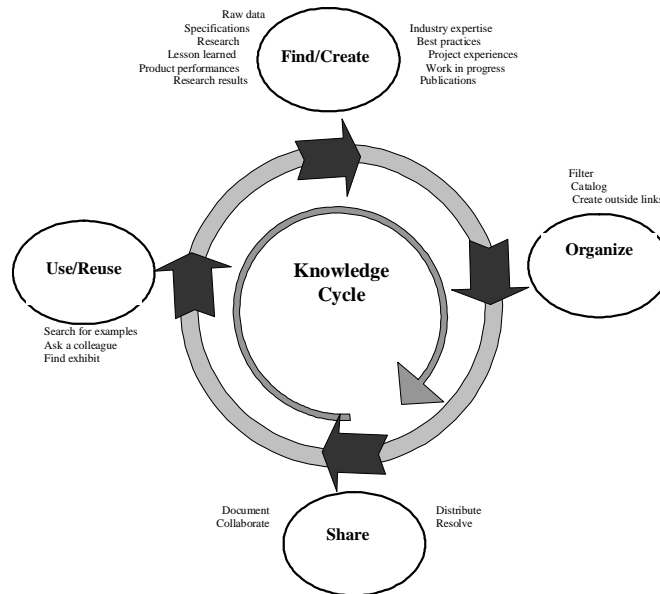 Raw data
Specifications
Research
Lesson learned
Product performances
Research results
Find/Create
Industry expertise
Best practices
Project experiences
Work in progress
Publications
Filter
Catalog
Create outside links
Organize
Use/Reuse
Search for examples
Ask a colleague
Find exhibit
Knowledge
Cycle
Document
Collaborate
Share
Distribute
Resolve